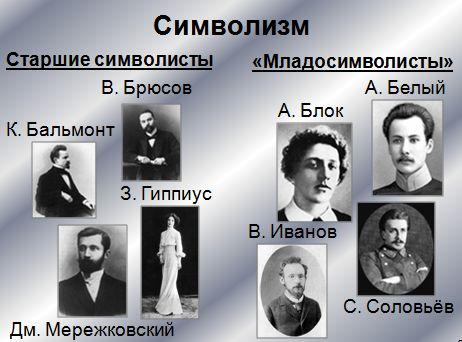 Символизм
Старшие символисты
В. Брюсов
К. Бальмонт
З. Гиппиус
Дм. Мережковский
«Младосимволисты»
А. Белый
А. Блок
В. Иванов
С. Соловьёв